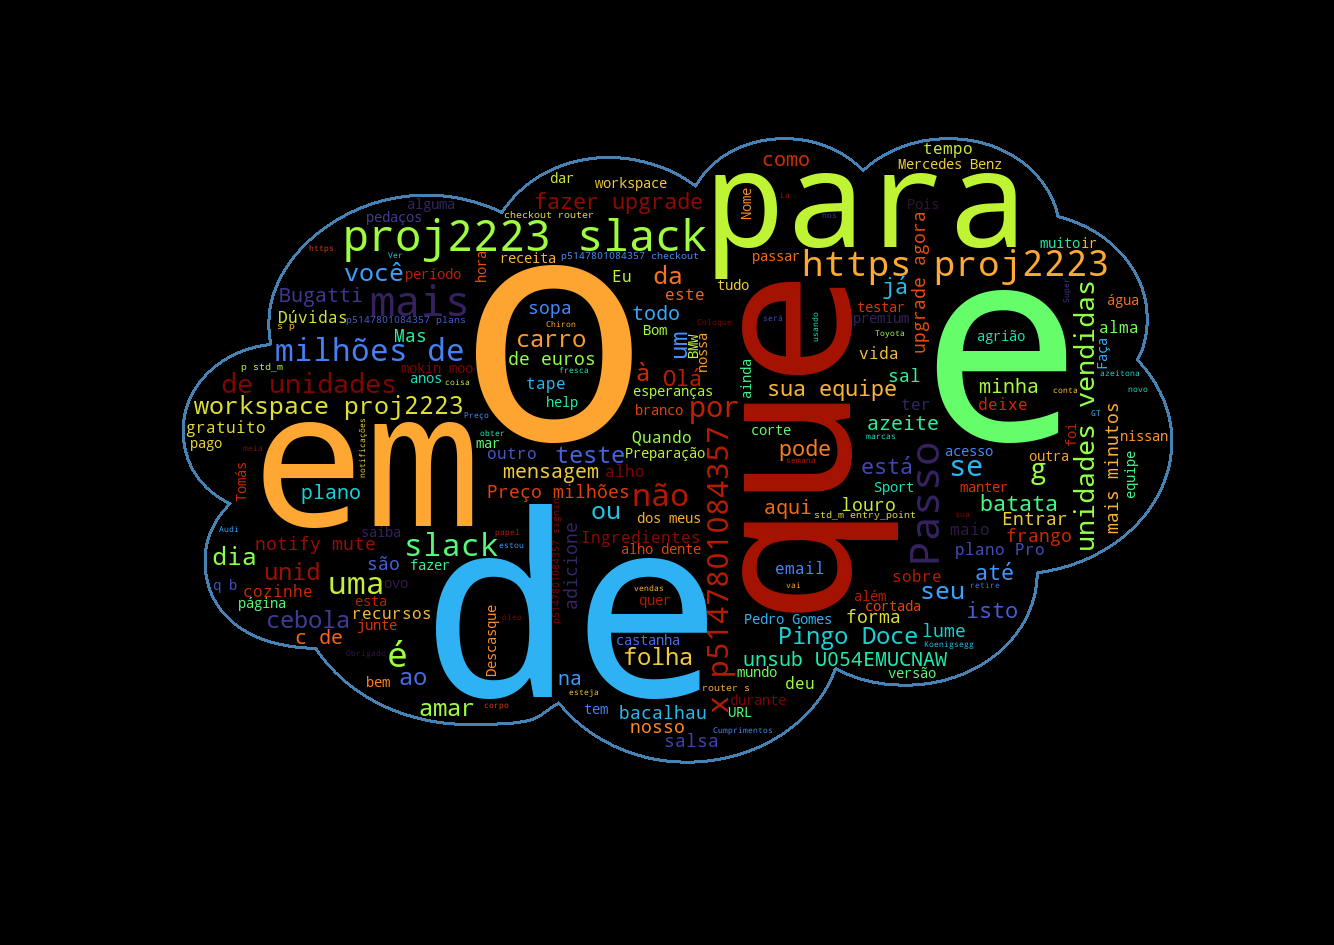 tempo
como
Mercedes Benz
dar
workspace
para
Nome
ia
alguma
fazer upgrade
Pois
pedaços
checkout router
nos
proj2223 slack
upgrade agora
muito
ir
https
Ver
receita
hora
p5147801084357 checkout
passar
https proj2223
você
período
Eu
da
já
tudo
Super
Bugatti
mais
O
este
testar
unidades vendidas
água
sopa
todo
que
premium
p5147801084357 plans
Dúvidas
s p
Chiron
Bom
Coloque
será
usando
e
alma
Mas
carro
um
BMW
nossa
Toyota
agrião
milhões de
de euros
vida
Faça
p std_m
mokin moo
fresca
à
Olá
ainda
sal
azeitona
anos
coisa
tape
minha
de unidades
esperanças
sua equipe
ter
deixe
conta
novo
help
workspace proj2223
Preço
branco
por
azeite
GT
mais minutos
em
obter
gratuito
notificações
corte
marcas
foi
pago
mar
Quando
nissan
meia
outro
teste
Preparação
pode
Passo
acesso
outra
semana
está
se
g
Tomás
mensagem
alho
equipe
plano
Preço milhões
não
p5147801084357
Sport
manter
batata
de
ou
aqui
louro
sua
dos meus
std_m entry_point
Entrar
Audi
saiba
papel
p5147801084357 signup
maio
slack
estou
adicione
Ingredientes
frango
notify mute
alho dente
plano Pro
dia
são
fazer
email
unid
até
sobre
q b
uma
ovo
vai
retire
cozinhe
vendas
seu
além
página
esta
quer
cortada
isto
recursos
Descasque
óleo
forma
cebola
junte
Pedro Gomes
c de
castanha
Pingo Doce
lume
Koenigsegg
é
Obrigado
folha
unsub U054EMUCNAW
mundo
versão
bem
ao
na
deu
esteja
router s
x
durante
amar
corpo
tem
bacalhau
URL
nosso
Cumprimentos
salsa